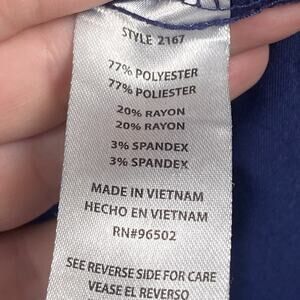 STYLE 2167
77% POLYESTER
77% POLIESTER
20% RAYON
20% RAYON
3% SPANDEX
3% SPANDEX
MADE IN VIETNAM
HECHO EN VIETNAM
RN#96502
SEE REVERSE SIDE FOR CARE
VEASE EL REVERSO